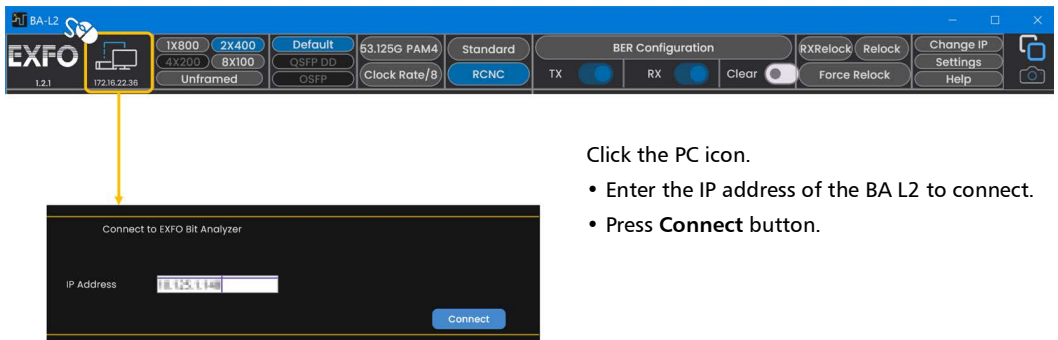 BA-L2
EXFO
1.2.1
172.16.22.36
1X800 2X400
4X200 8X100
Unframed
Default
QSFP DD
OSFP
53.125G PAM4
Clock Rate/8
Standard
RCNC
BER Configuration
TX RX Clear
RXRelock Relock
Force Relock
Change IP
Settings
Help
Click the PC icon.
• Enter the IP address of the BA L2 to connect.
• Press Connect button.
Connect to EXFO Bit Analyzer
IP Address
Connect